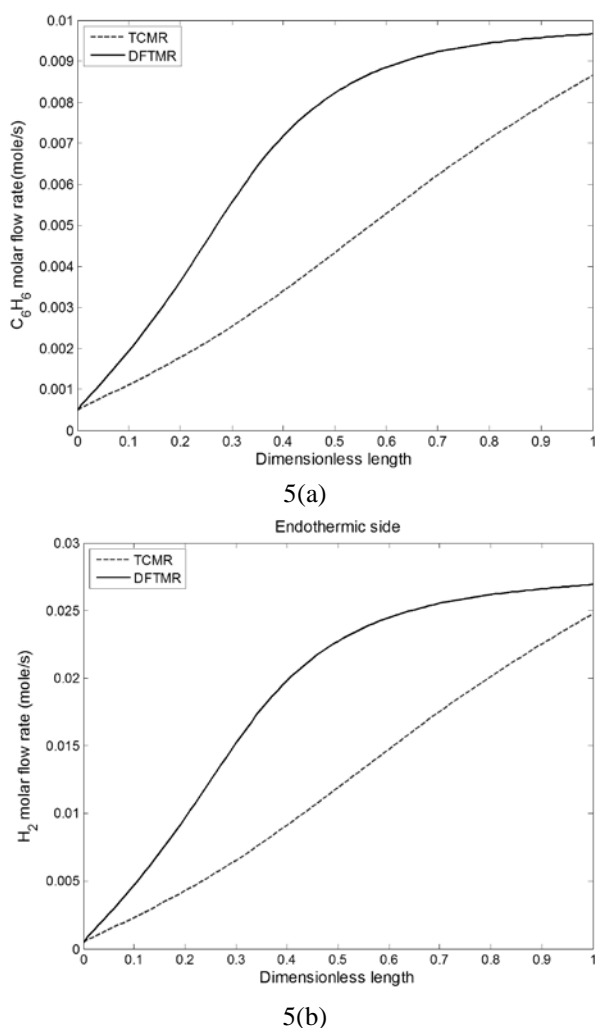 0.01
TCMR
DFTMR
0.009
0.008
0.007
0.006
0.005
0.004
0.003
0.002
0.001
0
C6H6 molar flow rate(mole/s)
0 0.1 0.2 0.3 0.4 0.5 0.6 0.7 0.8 0.9 1
Dimensionless length
5(a)
Endothermic side
0.03
TCMR
DFTMR
0.025
0.02
0.015
0.01
0.005
0
H2 molar flow rate (mole/s)
0 0.1 0.2 0.3 0.4 0.5 0.6 0.7 0.8 0.9 1
Dimensionless length
5(b)